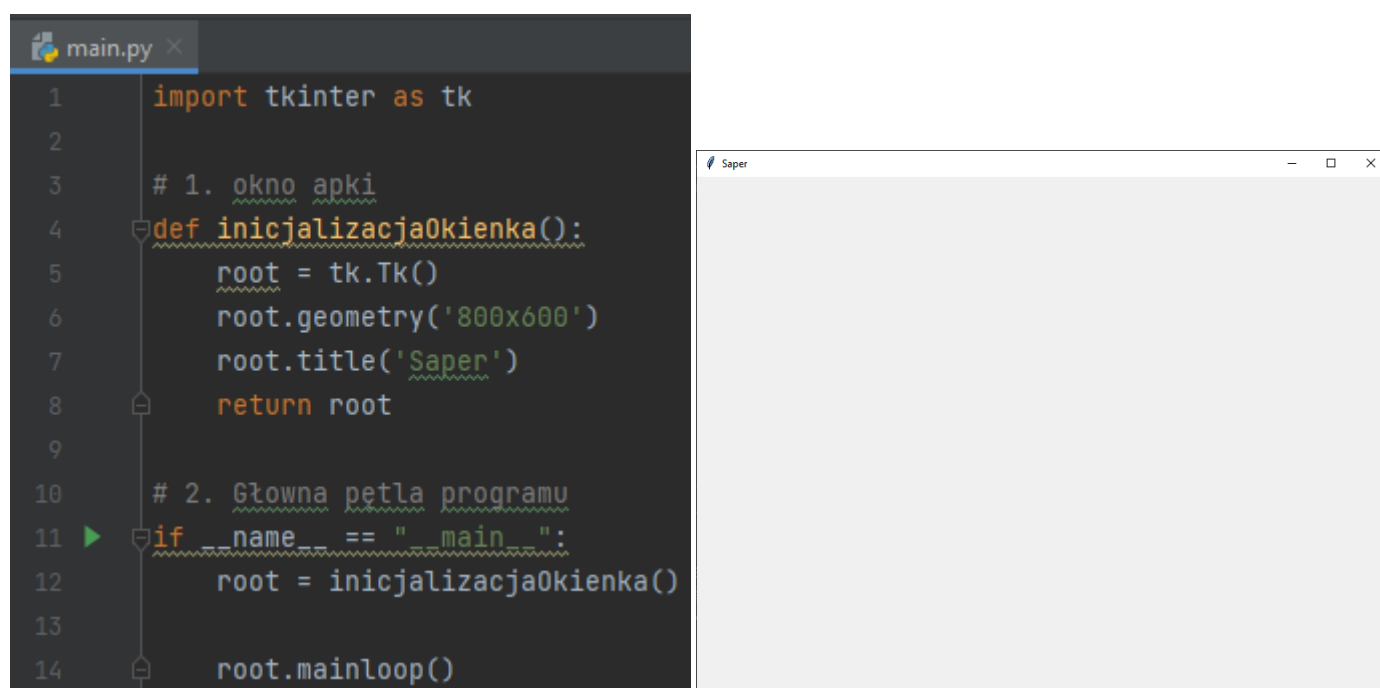 main.py
1 import tkinter as tk
2
3 # 1. okno apki
4 def inicjalizacjaOkienka():
5     root = tk.Tk()
6     root.geometry('800x600')
7     root.title('Saper')
8     return root
9
10 # 2. Głowna pętla programu
11 if __name__ == "__main__":
12     root = inicjalizacjaOkienka()
13
14     root.mainloop()
Saper